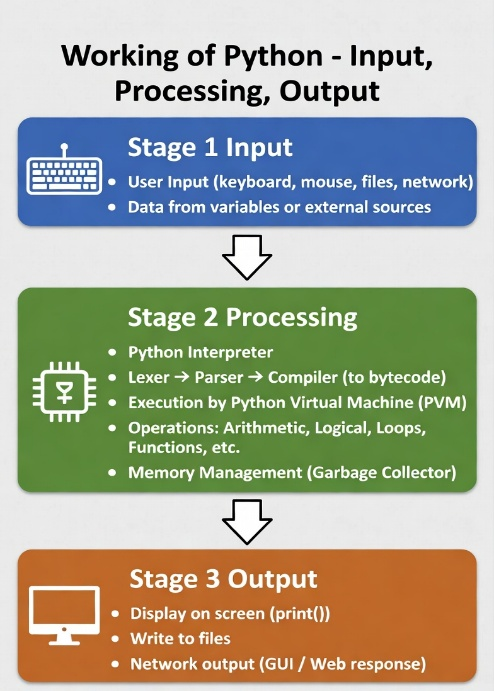 Working of Python - Input,
Processing, Output
Stage 1 Input
• User Input (keyboard, mouse, files, network)
• Data from variables or external sources
Stage 2 Processing
• Python Interpreter
• Lexer → Parser → Compiler (to bytecode)
• Execution by Python Virtual Machine (PVM)
• Operations: Arithmetic, Logical, Loops,
Functions, etc.
• Memory Management (Garbage Collector)
Stage 3 Output
• Display on screen (print())
• Write to files
• Network output (GUI / Web response)